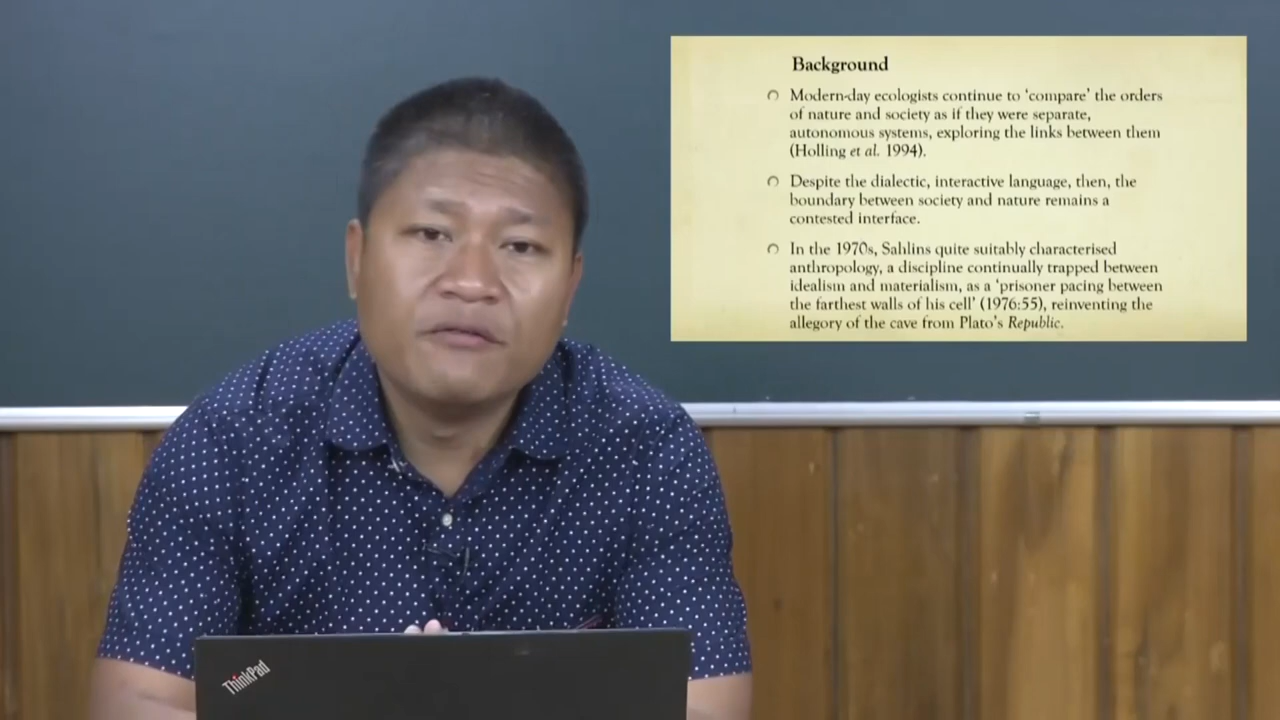 Background
Modern-day ecologists continue to 'compare' the orders
of nature and society as if they were separate,
autonomous systems, exploring the links between them
(Holling et al. 1994).
Despite the dialectic, interactive language, then, the
boundary between society and nature remains a
contested interface.
In the 1970s, Sahlins quite suitably characterised
anthropology, a discipline continually trapped between
idealism and materialism, as a 'prisoner pacing between
the farthest walls of his cell' (1976:55), reinventing the
allegory of the cave from Plato's Republic.
ThinkPad